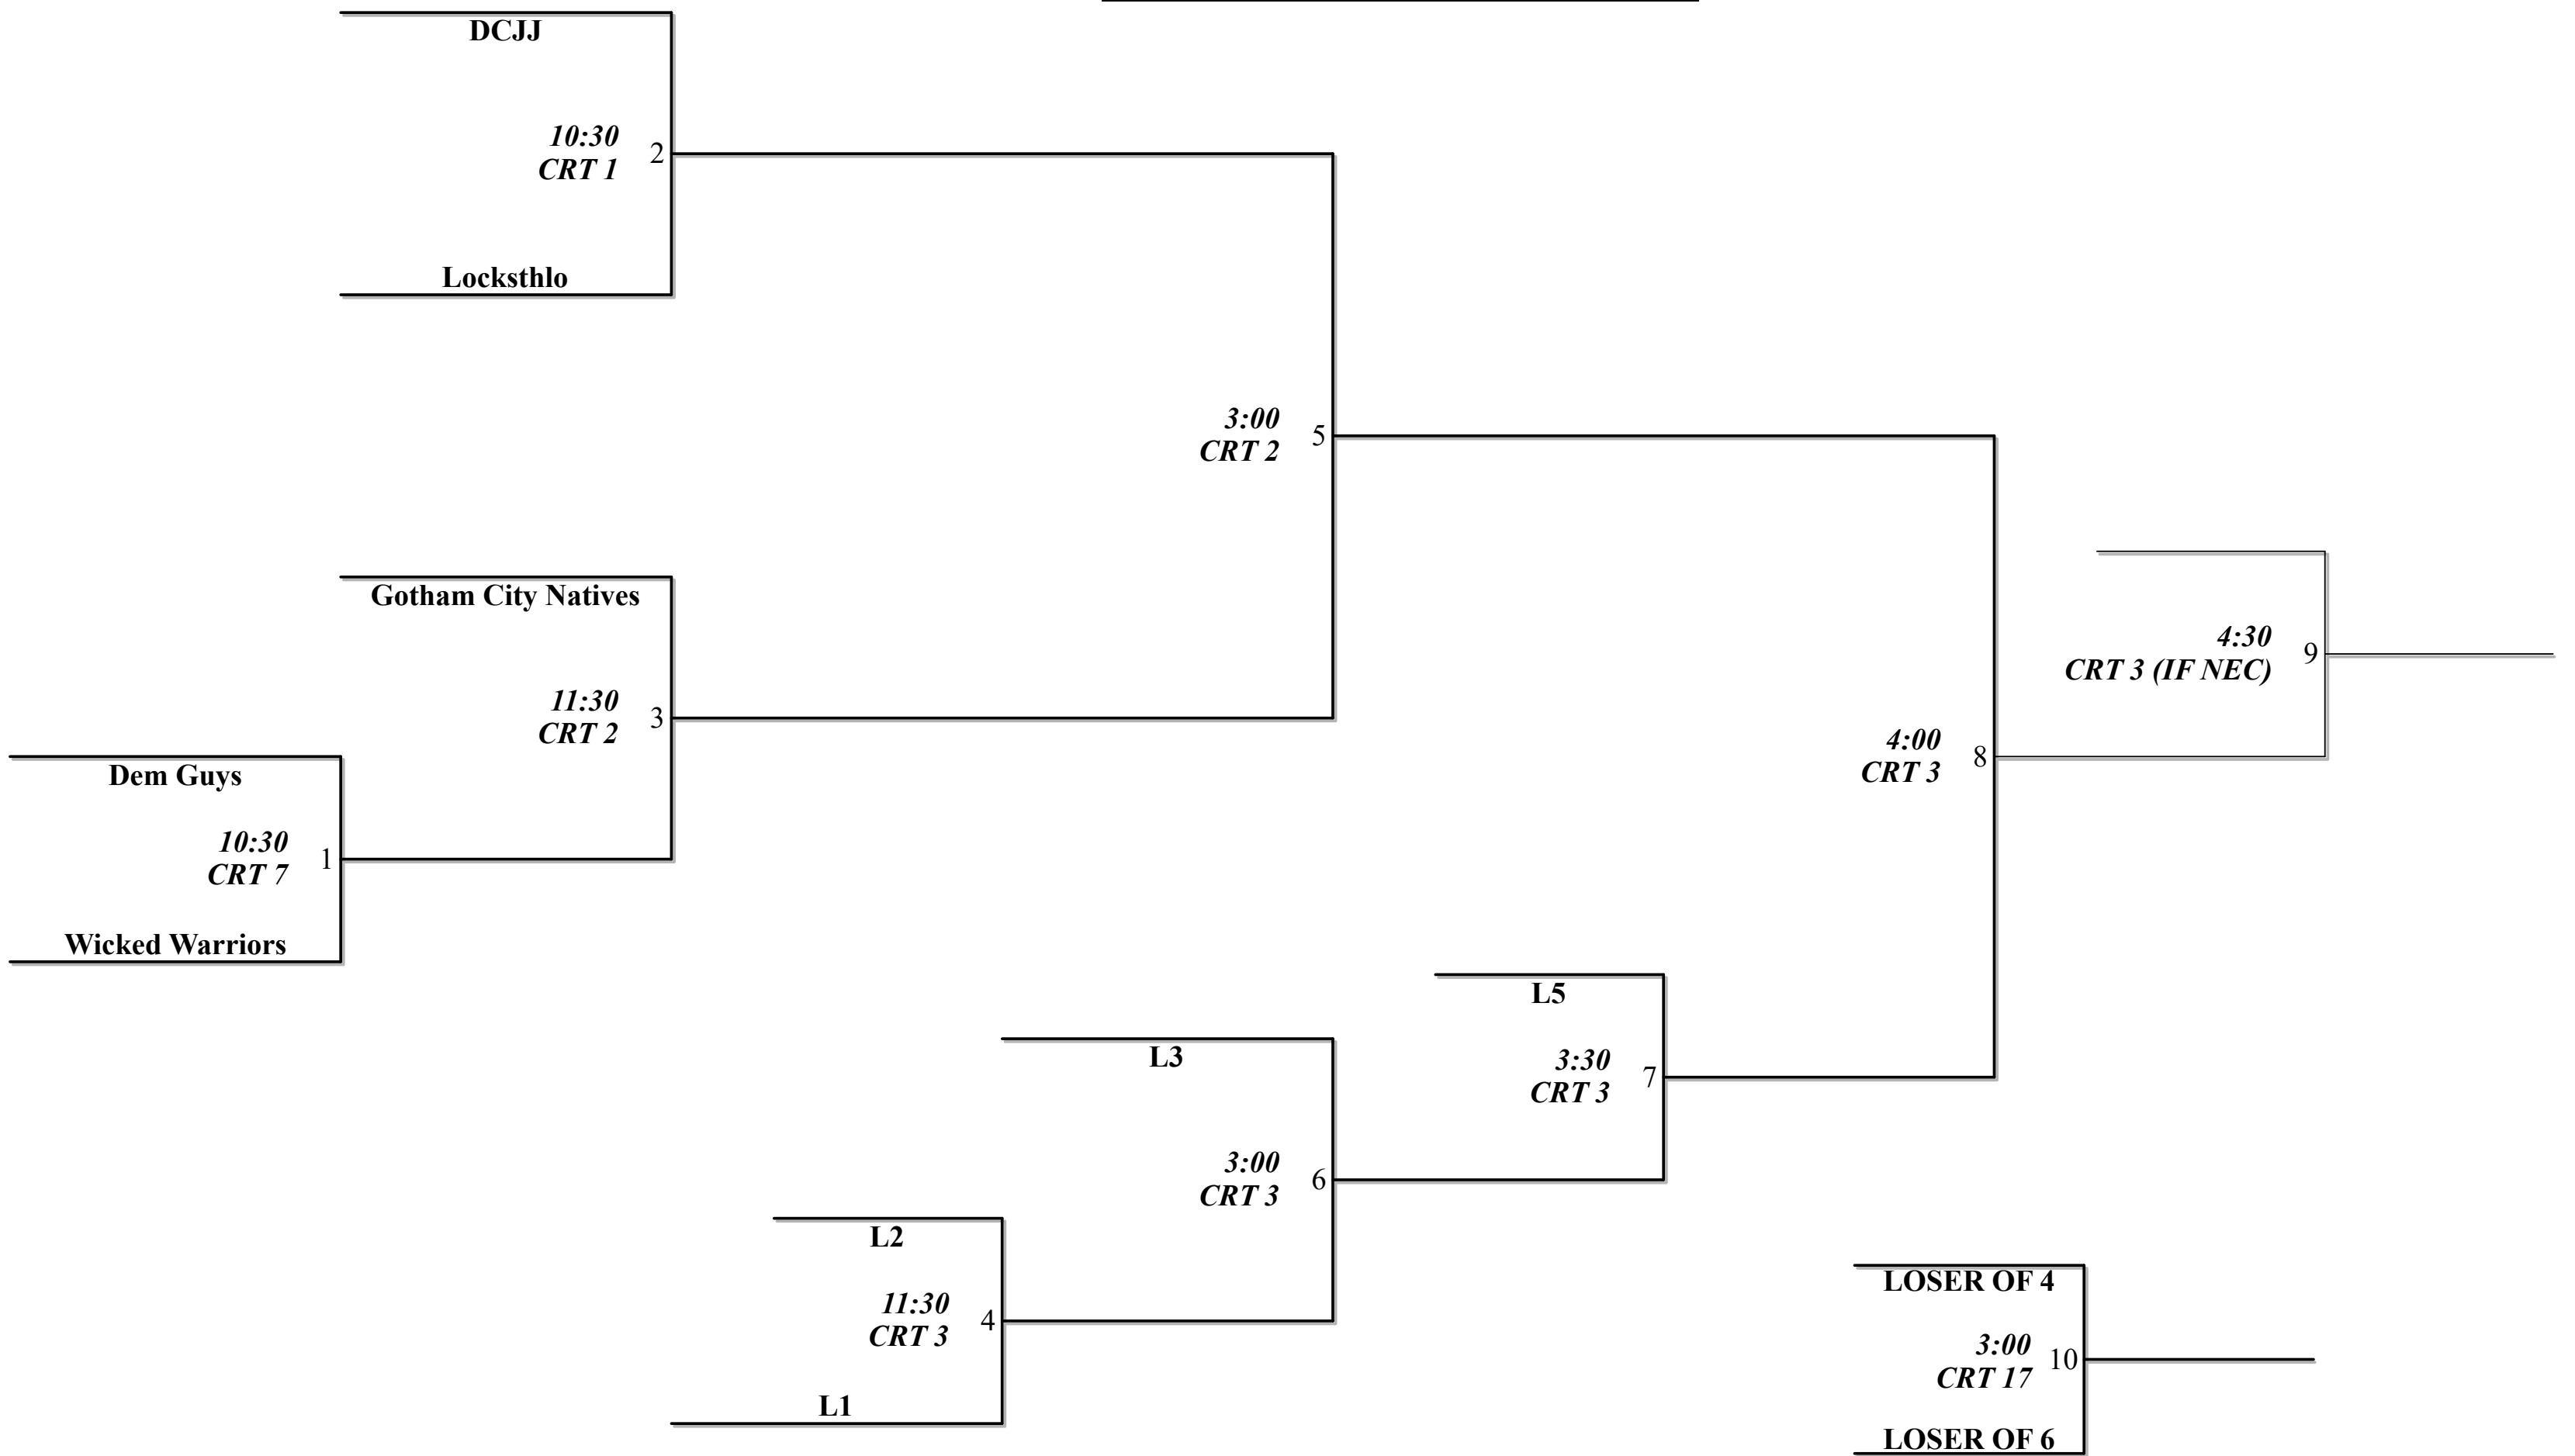 DCJJ
10:30
CRT 1
2
Locksthlo
3:00
CRT 2
5
Gotham City Natives
11:30
CRT 2
3
4:30
CRT 3 (IF NEC)
9
Dem Guys
10:30
CRT 7
1
Wicked Warriors
4:00
CRT 3
8
L5
3:30
CRT 3
7
L3
3:00
CRT 3
6
L2
11:30
CRT 3
4
L1
LOSER OF 4
3:00
CRT 17
10
LOSER OF 6